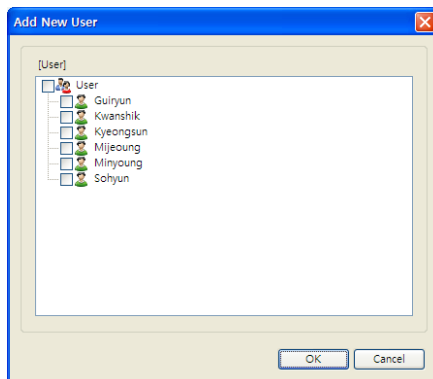 Add New User
[User]
User
Guiryun
Kwanshik
Kyeongsun
Mijeoung
Minyoung
Sohyun
OK
Cancel